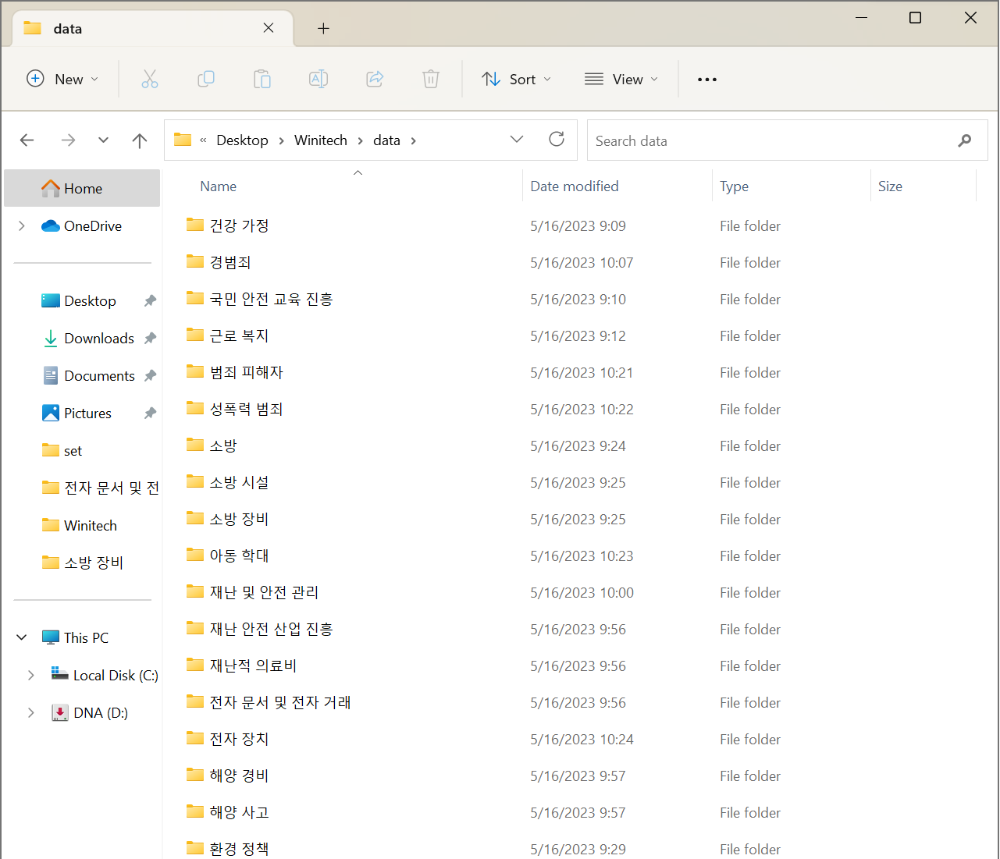 data
New
Sort
View
« Desktop > Winitech > data >
Search data
Home
OneDrive
Desktop
Downloads
Documents
Pictures
set
전자 문서 및 전
Winitech
소방 장비
This PC
Local Disk (C:)
DNA (D:)
Name Date modified Type Size
건강 가정 5/16/2023 9:09 File folder
경범죄 5/16/2023 10:07 File folder
국민 안전 교육 진흥 5/16/2023 9:10 File folder
근로 복지 5/16/2023 9:12 File folder
범죄 피해자 5/16/2023 10:21 File folder
성폭력 범죄 5/16/2023 10:22 File folder
소방 5/16/2023 9:24 File folder
소방 시설 5/16/2023 9:25 File folder
소방 장비 5/16/2023 9:25 File folder
아동 학대 5/16/2023 10:23 File folder
재난 및 안전 관리 5/16/2023 10:00 File folder
재난 안전 산업 진흥 5/16/2023 9:56 File folder
재난적 의료비 5/16/2023 9:56 File folder
전자 문서 및 전자 거래 5/16/2023 9:56 File folder
전자 장치 5/16/2023 10:24 File folder
해양 경비 5/16/2023 9:57 File folder
해양 사고 5/16/2023 9:57 File folder
환경 정책 5/16/2023 9:29 File folder